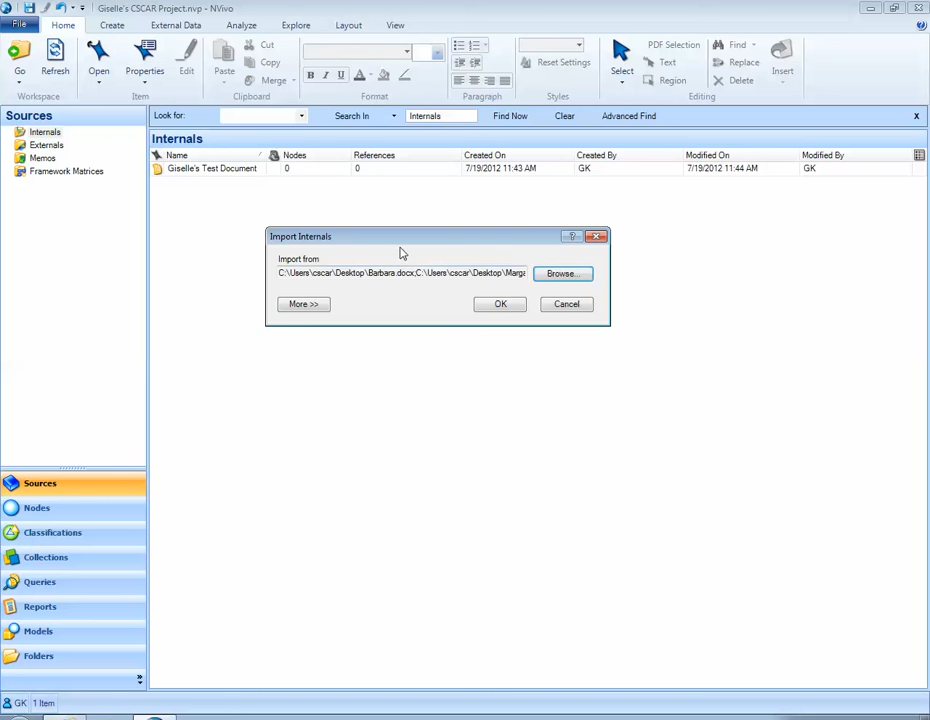 Giselle's CSCAR Project.nvp - NVivo
File Home Create External Data Analyze Explore Layout View
Go Refresh Open Properties Edit Paste Cut Copy Merge
B I U
Reset Settings
Select PDF Selection Text Region Find Replace Delete Insert
Workspace Item Clipboard Format Paragraph Styles Editing
Sources
Internals
Externals
Memos
Framework Matrices
Look for: Search In Internals Find Now Clear Advanced Find x
Internals
Name Nodes References Created On Created By Modified On Modified By
Giselle's Test Document 0 0 7/19/2012 11:43 AM GK 7/19/2012 11:44 AM GK
Import Internals ?
Import from
C:\Users\cscar\Desktop\Barbara.docx;C:\Users\cscar\Desktop\Marga
Browse...
More >> OK Cancel
Sources
Nodes
Classifications
Collections
Queries
Reports
Models
Folders
»
GK 1 Item